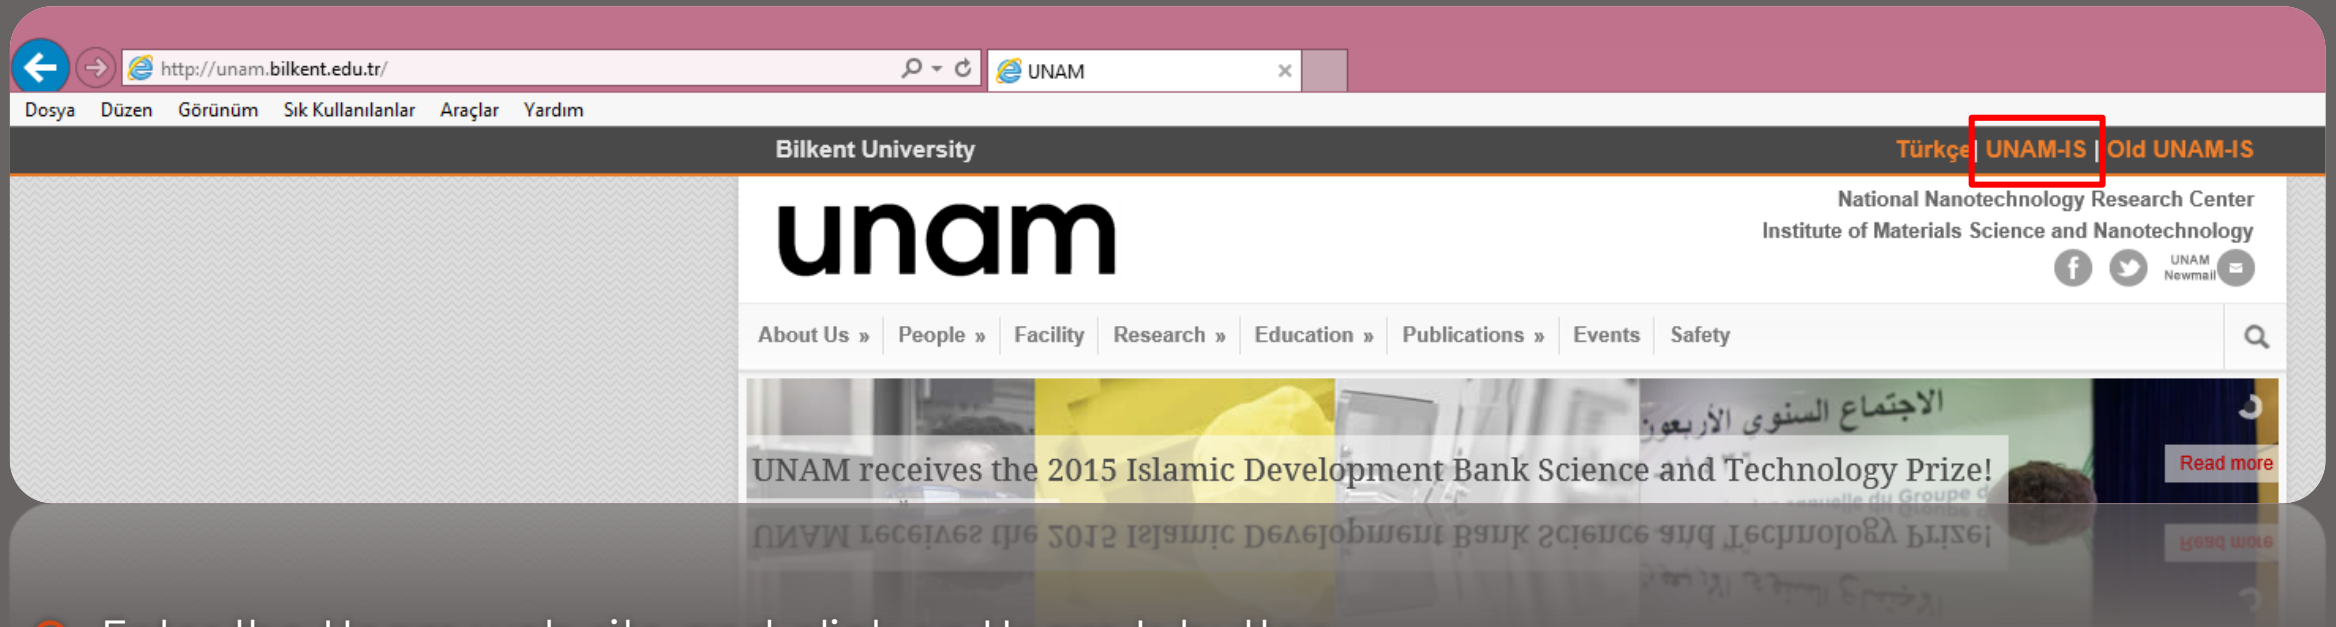 http://unam.bilkent.edu.tr/
UNAM
Dosya Düzen Görünüm Sık Kullanılanlar Araçlar Yardım
Bilkent University
Türkçe| UNAM-IS | Old UNAM-IS
unam
National Nanotechnology Research Center
Institute of Materials Science and Nanotechnology
UNAM
Newmail
About Us » People » Facility Research » Education » Publications » Events Safety
الاجتماع السنوي الأربعون
UNAM receives the 2015 Islamic Development Bank Science and Technology Prize!
Read more
annuelle du Groupe d